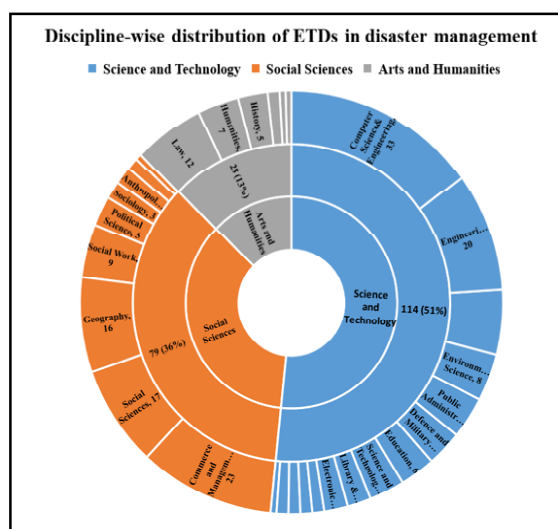 Discipline-wise distribution of ETDs in disaster management
Science and Technology
Social Sciences
Arts and Humanities
Computer
Science&
Engineering,
33
Engineeri…
20
Environm…
Science, 8
Public
Administr…
Defence and
Military…
Education,
Science and
Technolog…
Library &…
Electronic…
Commerce
and
Managem…
23
Social
Sciences, 17
Geography,
16
Social Work,
9
Political
Science, 5
Sociology, 3
Anthropol…
Law, 12
Humanities,
7
History, 5
114 (51%)
79 (36%)
(13%)
Science
and
Technology
Social
Sciences
Arts and
Humanities